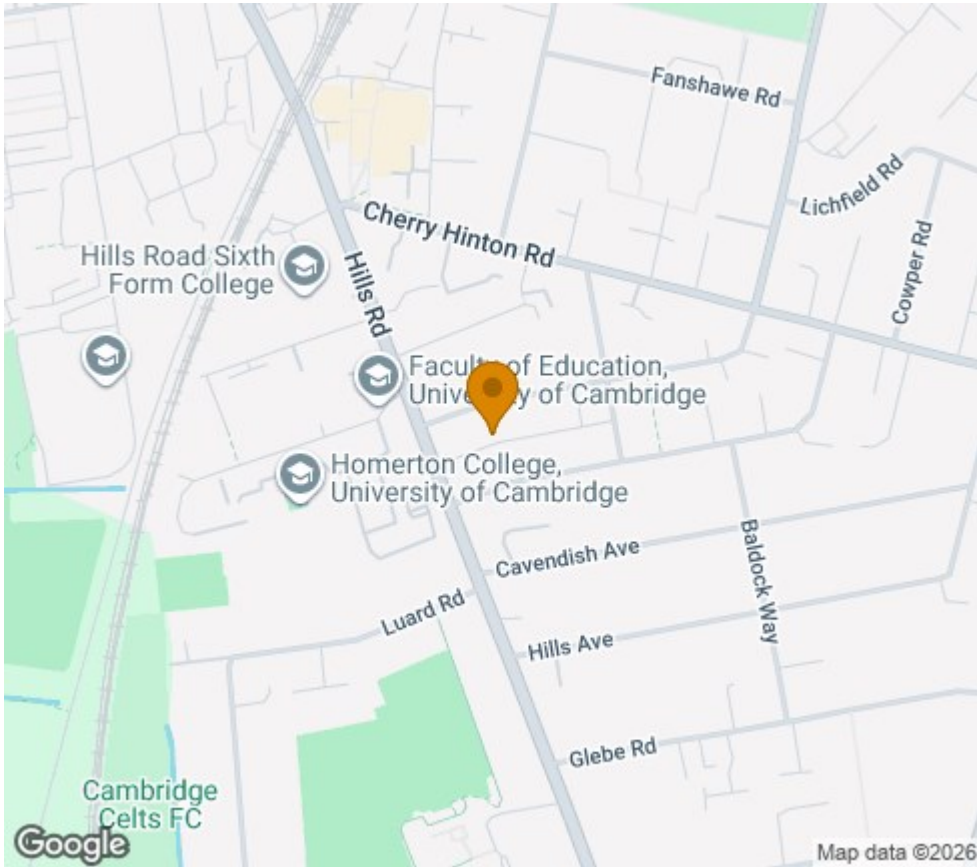 Fanshawe Rd
Lichfield Rd
Cowper Rd
Cherry Hinton Rd
Hills Road Sixth
Form College
Hills Rd
Faculty of Education,
University of Cambridge
Homerton College,
University of Cambridge
Cavendish Ave
Baldock Way
Luard Rd
Hills Ave
Glebe Rd
Cambridge
Celts FC
Google
Map data ©2026